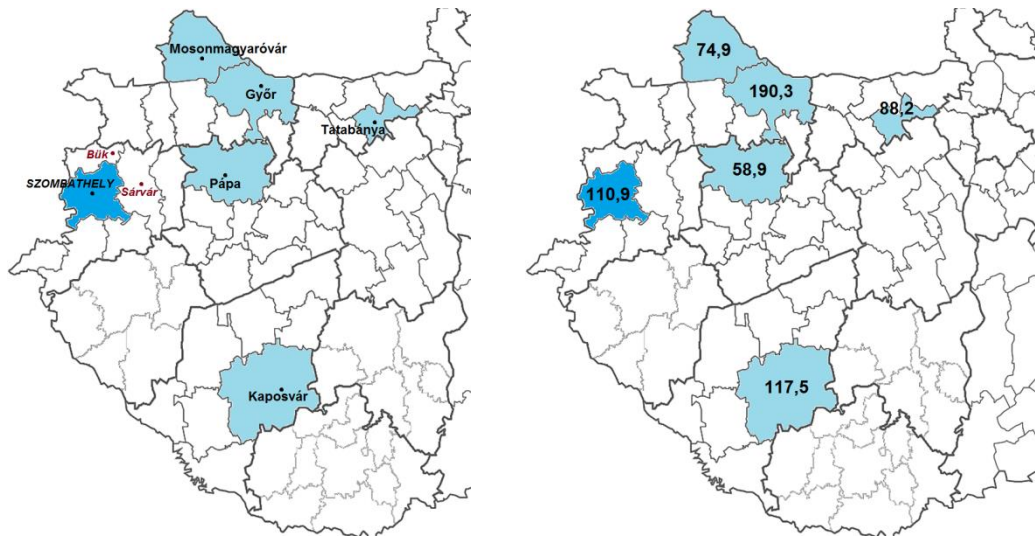 Mosonmagyaróvár
Győr
Tatabánya
Bük
SZOMBATHELY
Sárvár
Pápa
Kaposvár
74,9
190,3
88,2
58,9
110,9
117,5